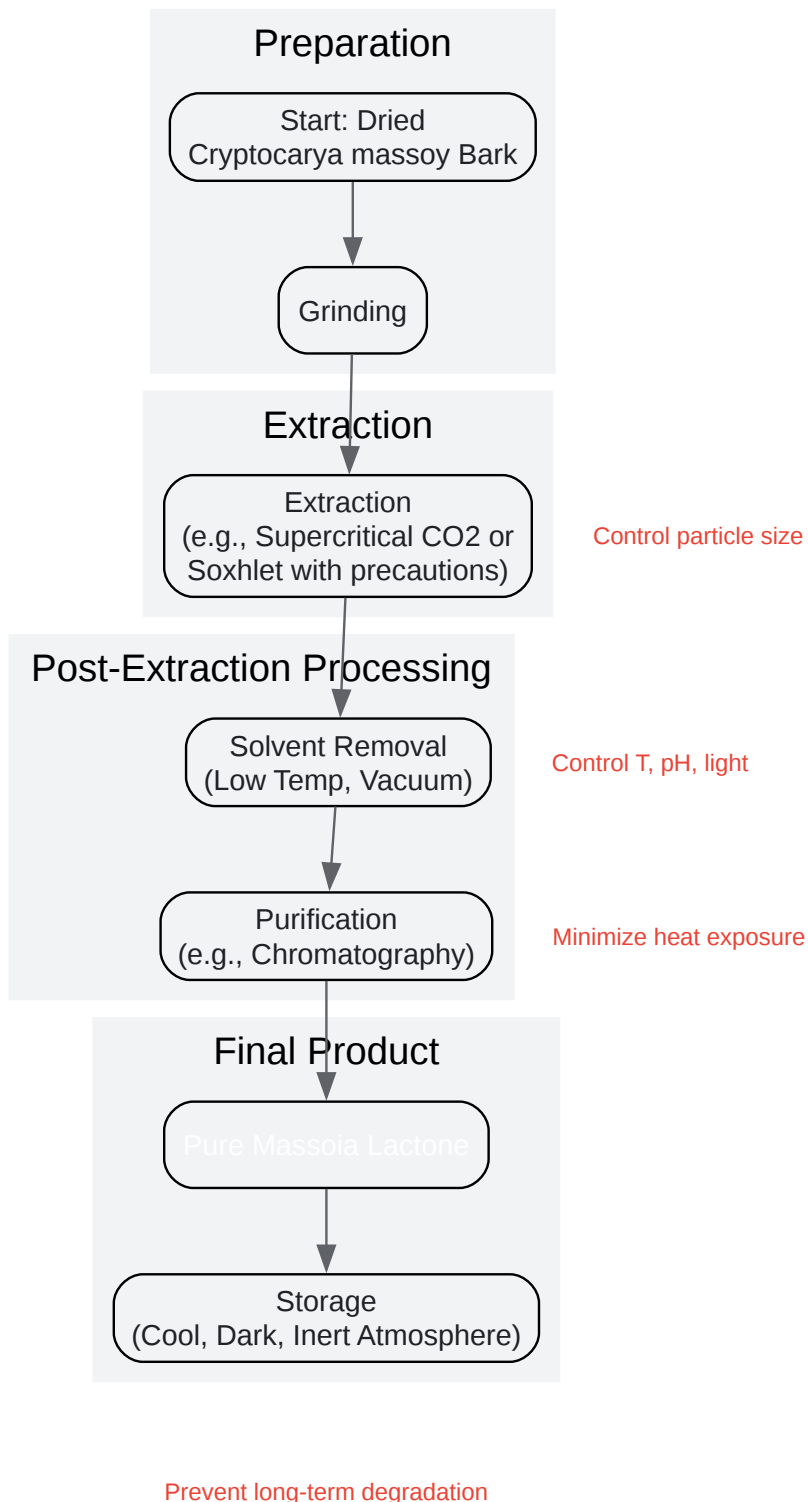 Preparation
Start: Dried
Cryptocarya massoy Bark
Grinding
Extraction
Extraction
(e.g., Supercritical CO2 or
Soxhlet with precautions)
Control particle size
Post-Extraction Processing
Solvent Removal
(Low Temp, Vacuum)
Control T, pH, light
Purification
(e.g., Chromatography)
Minimize heat exposure
Final Product
Pure Massoia Lactone
Storage
(Cool, Dark, Inert Atmosphere)
Prevent long-term degradation